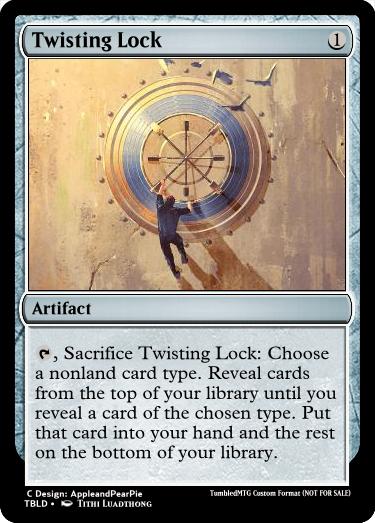 Twisting Lock 1
Artifact
, Sacrifice Twisting Lock: Choose
a nonland card type. Reveal cards
from the top of your library until you
reveal a card of the chosen type. Put
that card into your hand and the rest
on the bottom of your library.
C Design: AppleandPearPie
TumbledMTG Custom Format (NOT FOR SALE)
TBLD • Tithi Luadthong